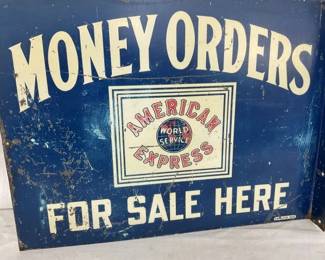 MONEY ORDERS
AMERICAN
WORLD
SERVICE
EXPRESS
FOR SALE HERE